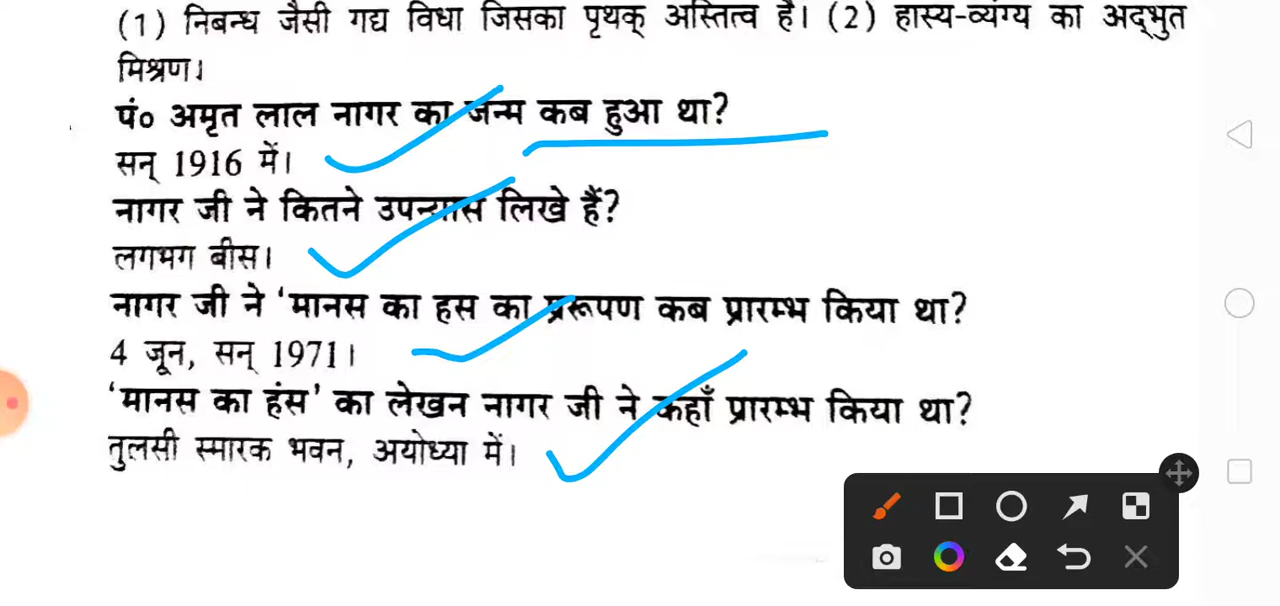 (1) निबन्ध जैसी गद्य विधा जिसका पृथक् अस्तित्व है। (2) हास्य-व्यंग्य का अद्भुत
मिश्रण।
पं० अमृत लाल नागर का जन्म कब हुआ था?
सन् 1916 में।
नागर जी ने कितने उपन्यास लिखे हैं?
लगभग बीस।
नागर जी ने 'मानस का हस का प्ररूपण कब प्रारम्भ किया था?
4 जून, सन् 1971।
'मानस का हंस' का लेखन नागर जी ने कहाँ प्रारम्भ किया था?
तुलसी स्मारक भवन, अयोध्या में।